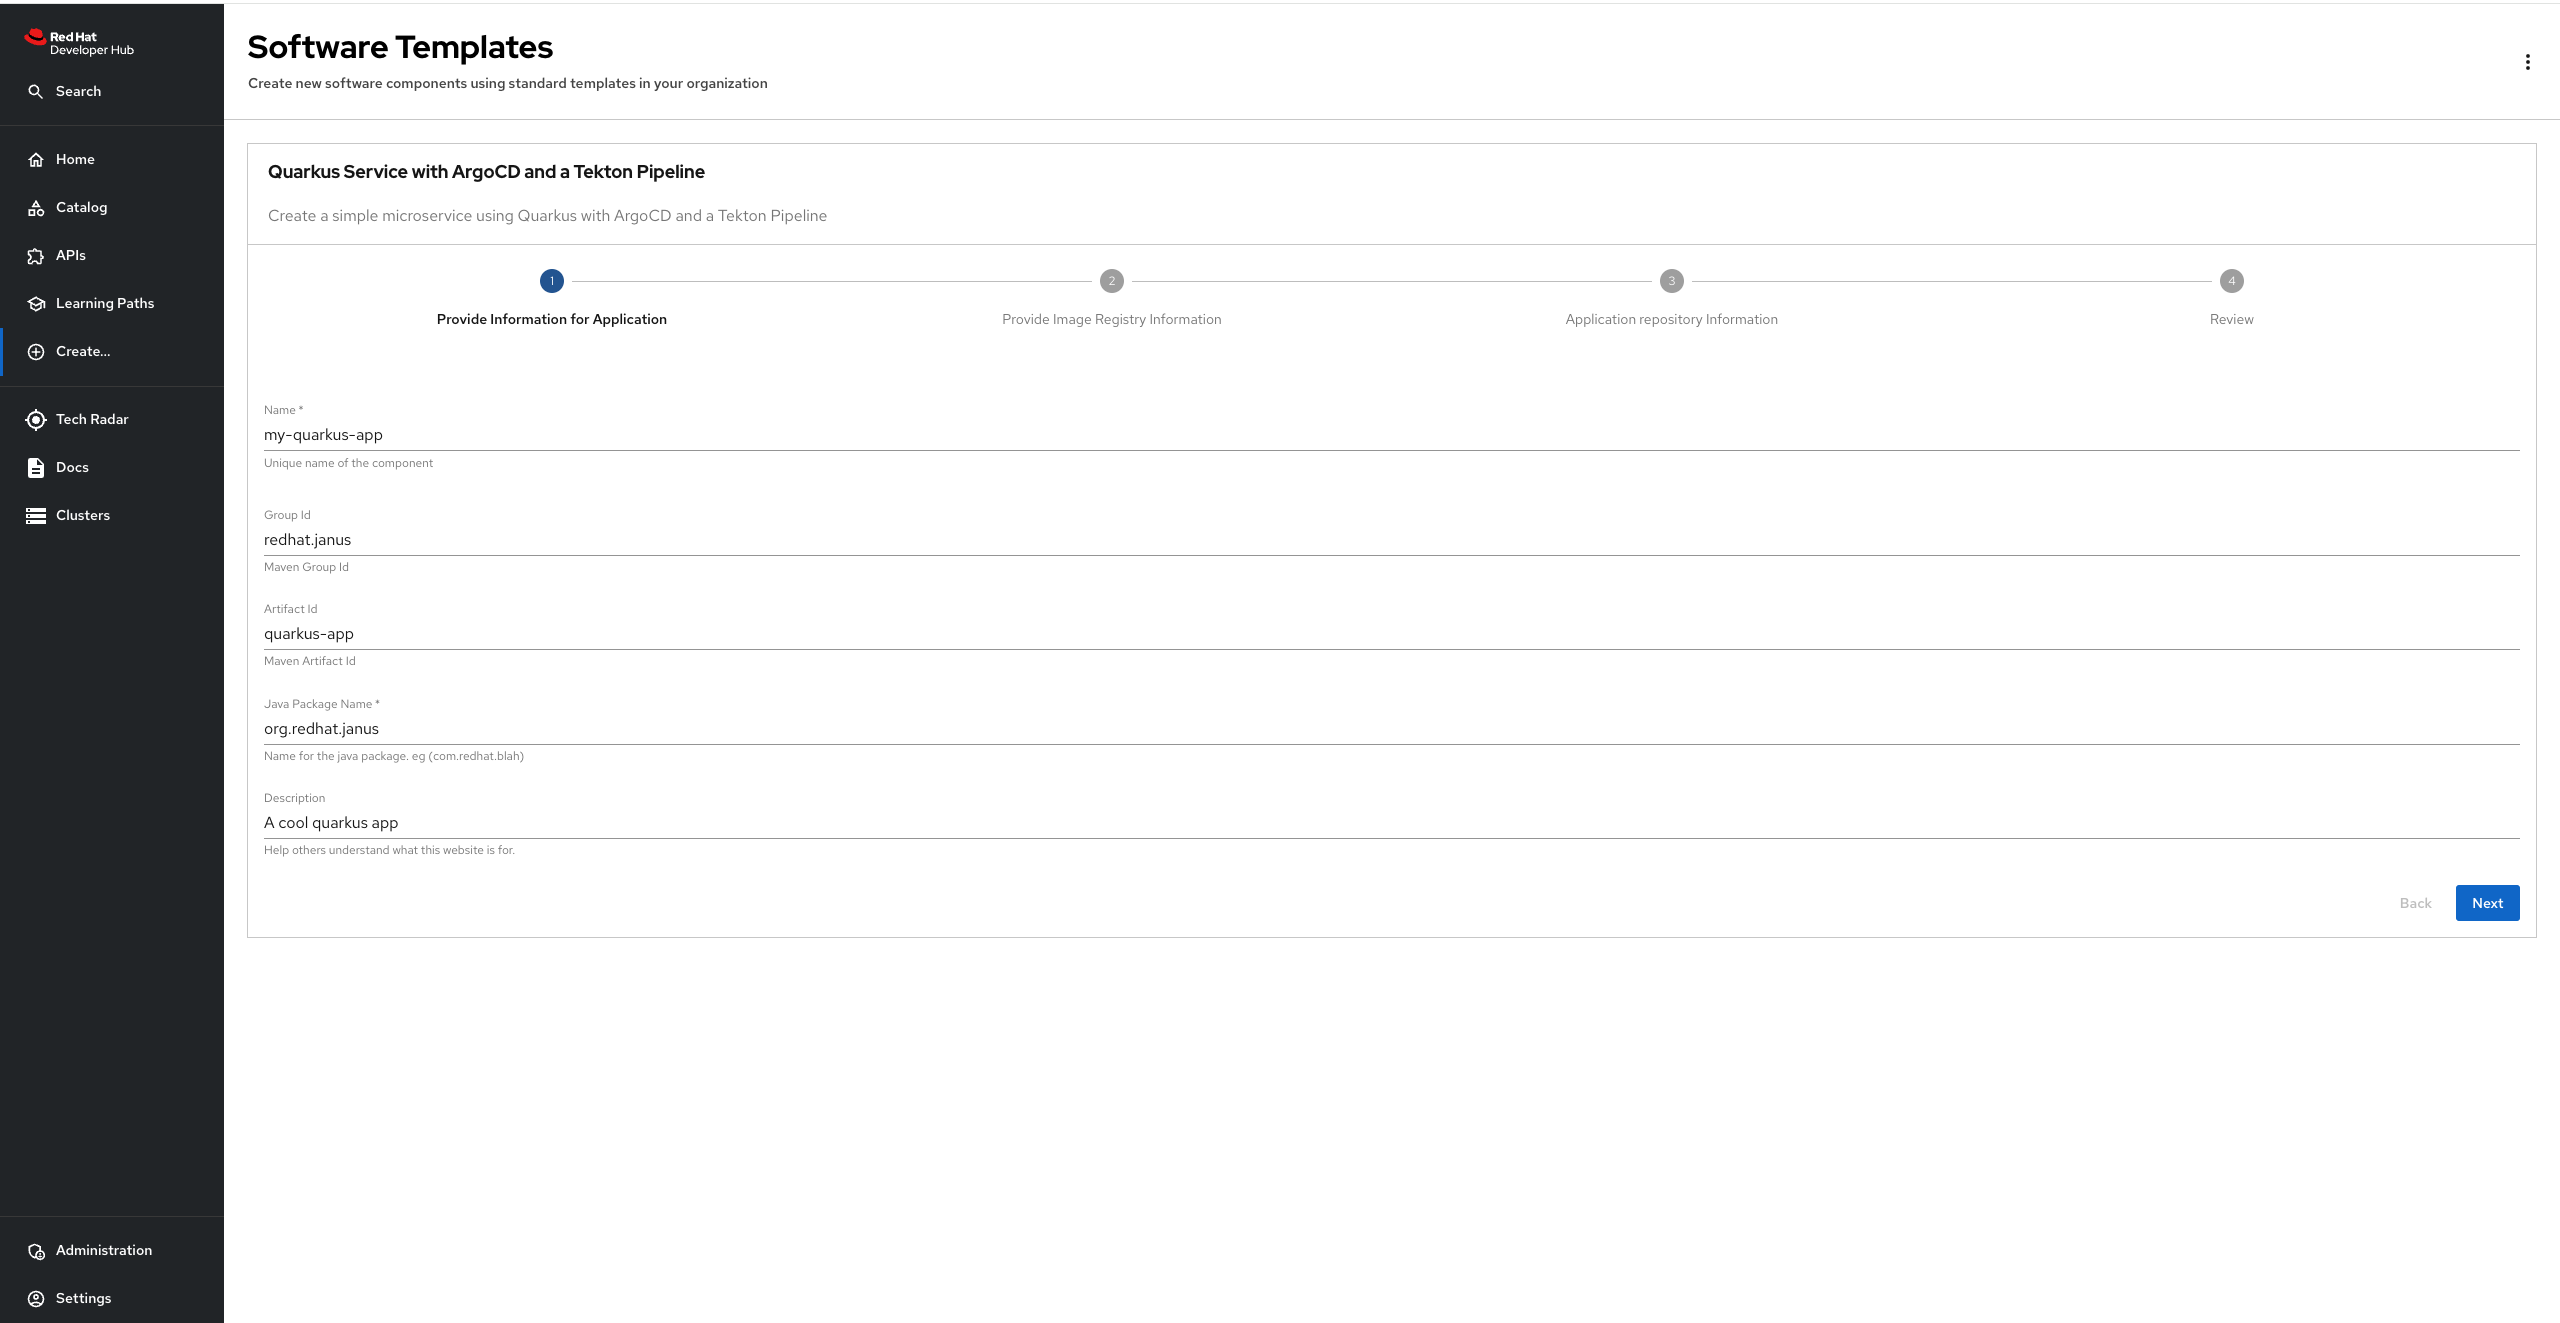 Red Hat
Developer Hub
Search
Home
Catalog
APIs
Learning Paths
Create...
Tech Radar
Docs
Clusters
Administration
Settings
Software Templates
Create new software components using standard templates in your organization
Quarkus Service with ArgoCD and a Tekton Pipeline
Create a simple microservice using Quarkus with ArgoCD and a Tekton Pipeline
1
Provide Information for Application
2
Provide Image Registry Information
3
Application repository Information
4
Review
Name *
my-quarkus-app
Unique name of the component
Group Id
redhat.janus
Maven Group Id
Artifact Id
quarkus-app
Maven Artifact Id
Java Package Name *
org.redhat.janus
Name for the java package. eg (com.redhat.blah)
Description
A cool quarkus app
Help others understand what this website is for.
Back
Next